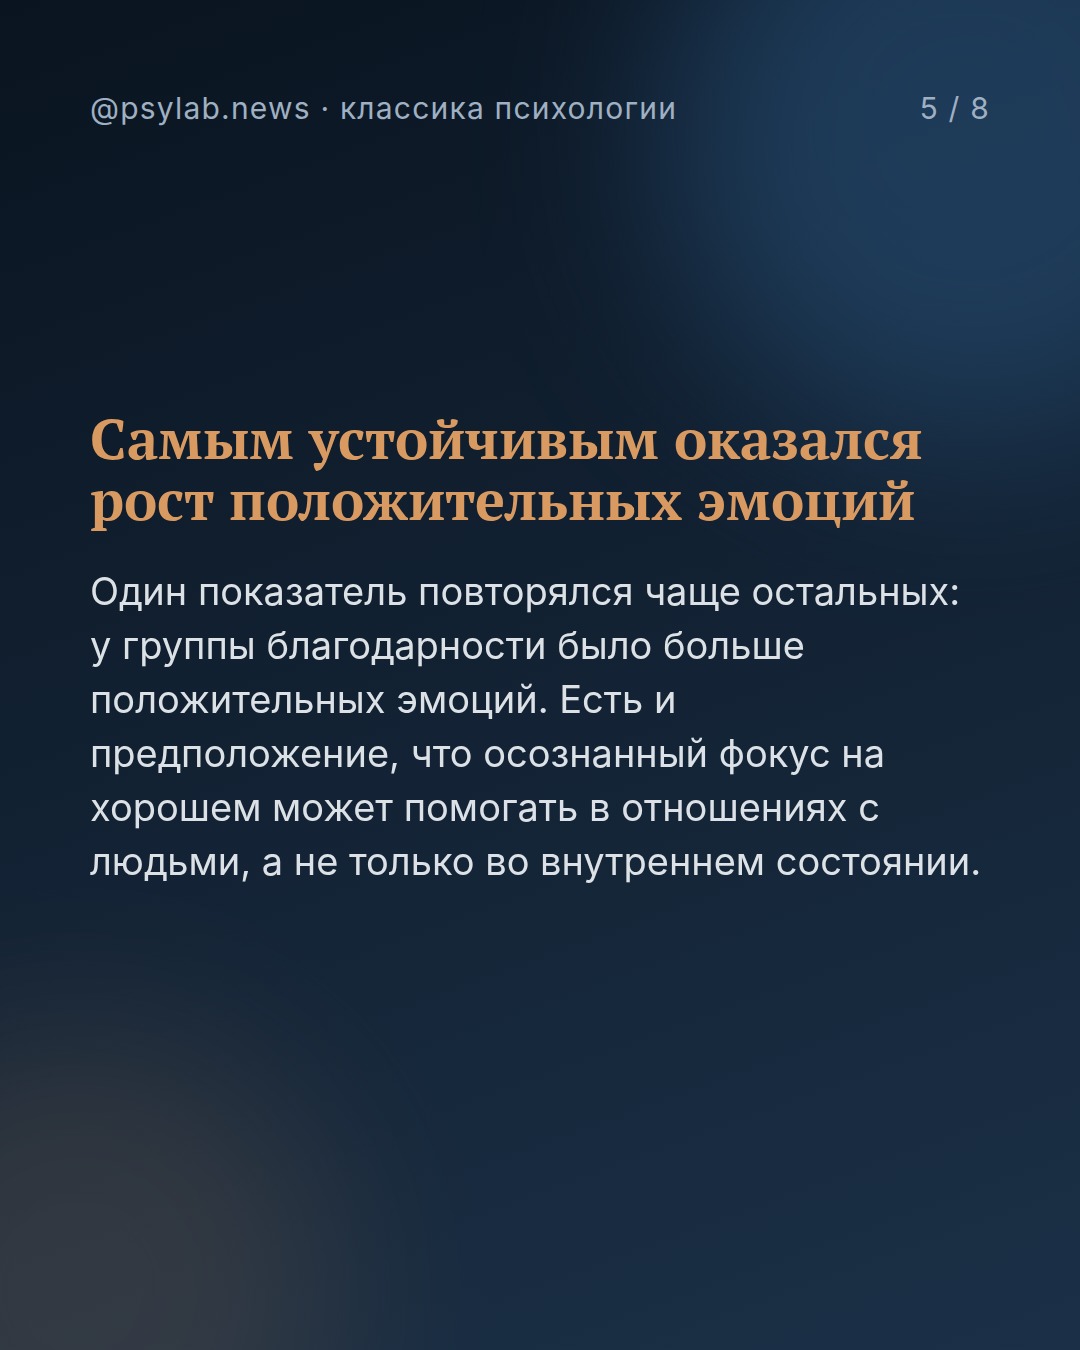 @psylab.news · классика психологии
5 / 8
Самым устойчивым оказался
рост положительных эмоций
Один показатель повторялся чаще остальных:
у группы благодарности было больше
положительных эмоций. Есть и
предположение, что осознанный фокус на
хорошем может помогать в отношениях с
людьми, а не только во внутреннем состоянии.